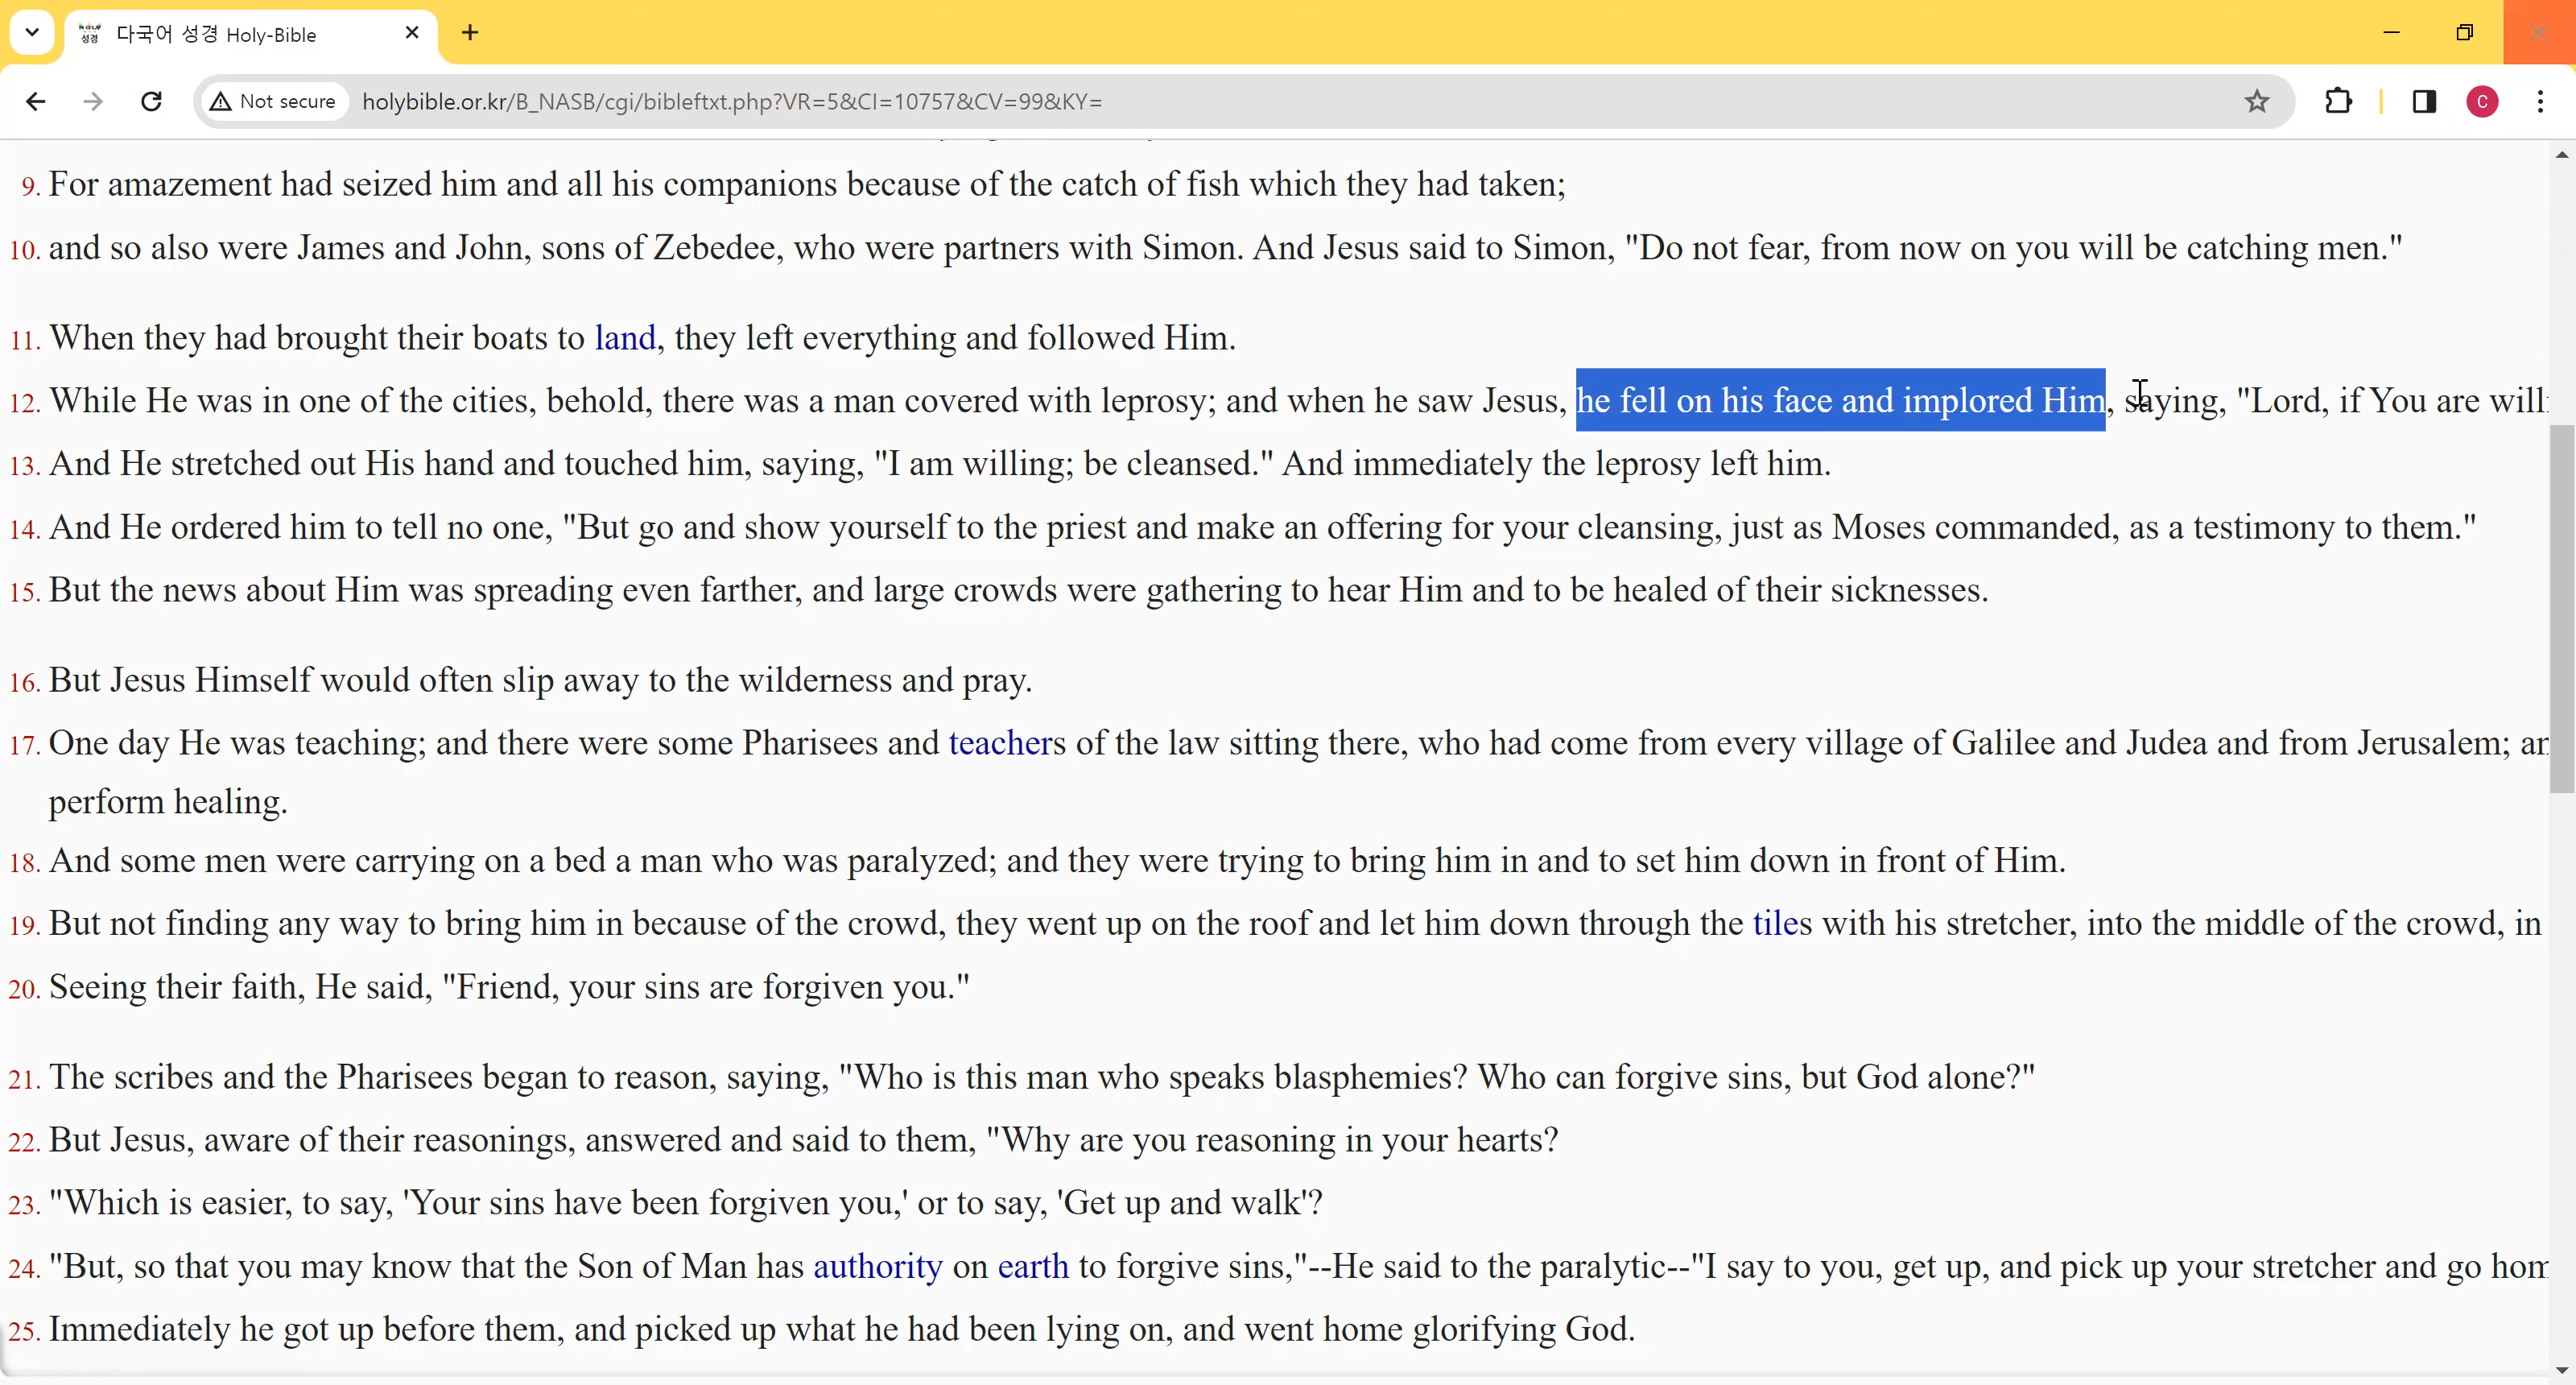 다국어 성경 Holy-Bible
Not secure holybible.or.kr/B_NASB/cgi/bibleftxt.php?VR=5&CI=10757&CV=99&KY= C
9. For amazement had seized him and all his companions because of the catch of fish which they had taken;
10. and so also were James and John, sons of Zebedee, who were partners with Simon. And Jesus said to Simon, "Do not fear, from now on you will be catching men."
11. When they had brought their boats to land, they left everything and followed Him.
12. While He was in one of the cities, behold, there was a man covered with leprosy; and when he saw Jesus, he fell on his face and implored Him, saying, "Lord, if You are
13. And He stretched out His hand and touched him, saying, "I am willing; be cleansed." And immediately the leprosy left him.
14. And He ordered him to tell no one, "But go and show yourself to the priest and make an offering for your cleansing, just as Moses commanded, as a testimony to them."
15. But the news about Him was spreading even farther, and large crowds were gathering to hear Him and to be healed of their sicknesses.
16. But Jesus Himself would often slip away to the wilderness and pray.
17. One day He was teaching; and there were some Pharisees and teachers of the law sitting there, who had come from every village of Galilee and Judea and from Jerusalem;
perform healing.
18. And some men were carrying on a bed a man who was paralyzed; and they were trying to bring him in and to set him down in front of Him.
19. But not finding any way to bring him in because of the crowd, they went up on the roof and let him down through the tiles with his stretcher, into the middle of the crowd, in
20. Seeing their faith, He said, "Friend, your sins are forgiven you."
21. The scribes and the Pharisees began to reason, saying, "Who is this man who speaks blasphemies? Who can forgive sins, but God alone?"
22. But Jesus, aware of their reasonings, answered and said to them, "Why are you reasoning in your hearts?
23. "Which is easier, to say, 'Your sins have been forgiven you,' or to say, 'Get up and walk'?
24. "But, so that you may know that the Son of Man has authority on earth to forgive sins,"--He said to the paralytic--"I say to you, get up, and pick up your stretcher and go
25. Immediately he got up before them, and picked up what he had been lying on, and went home glorifying God.